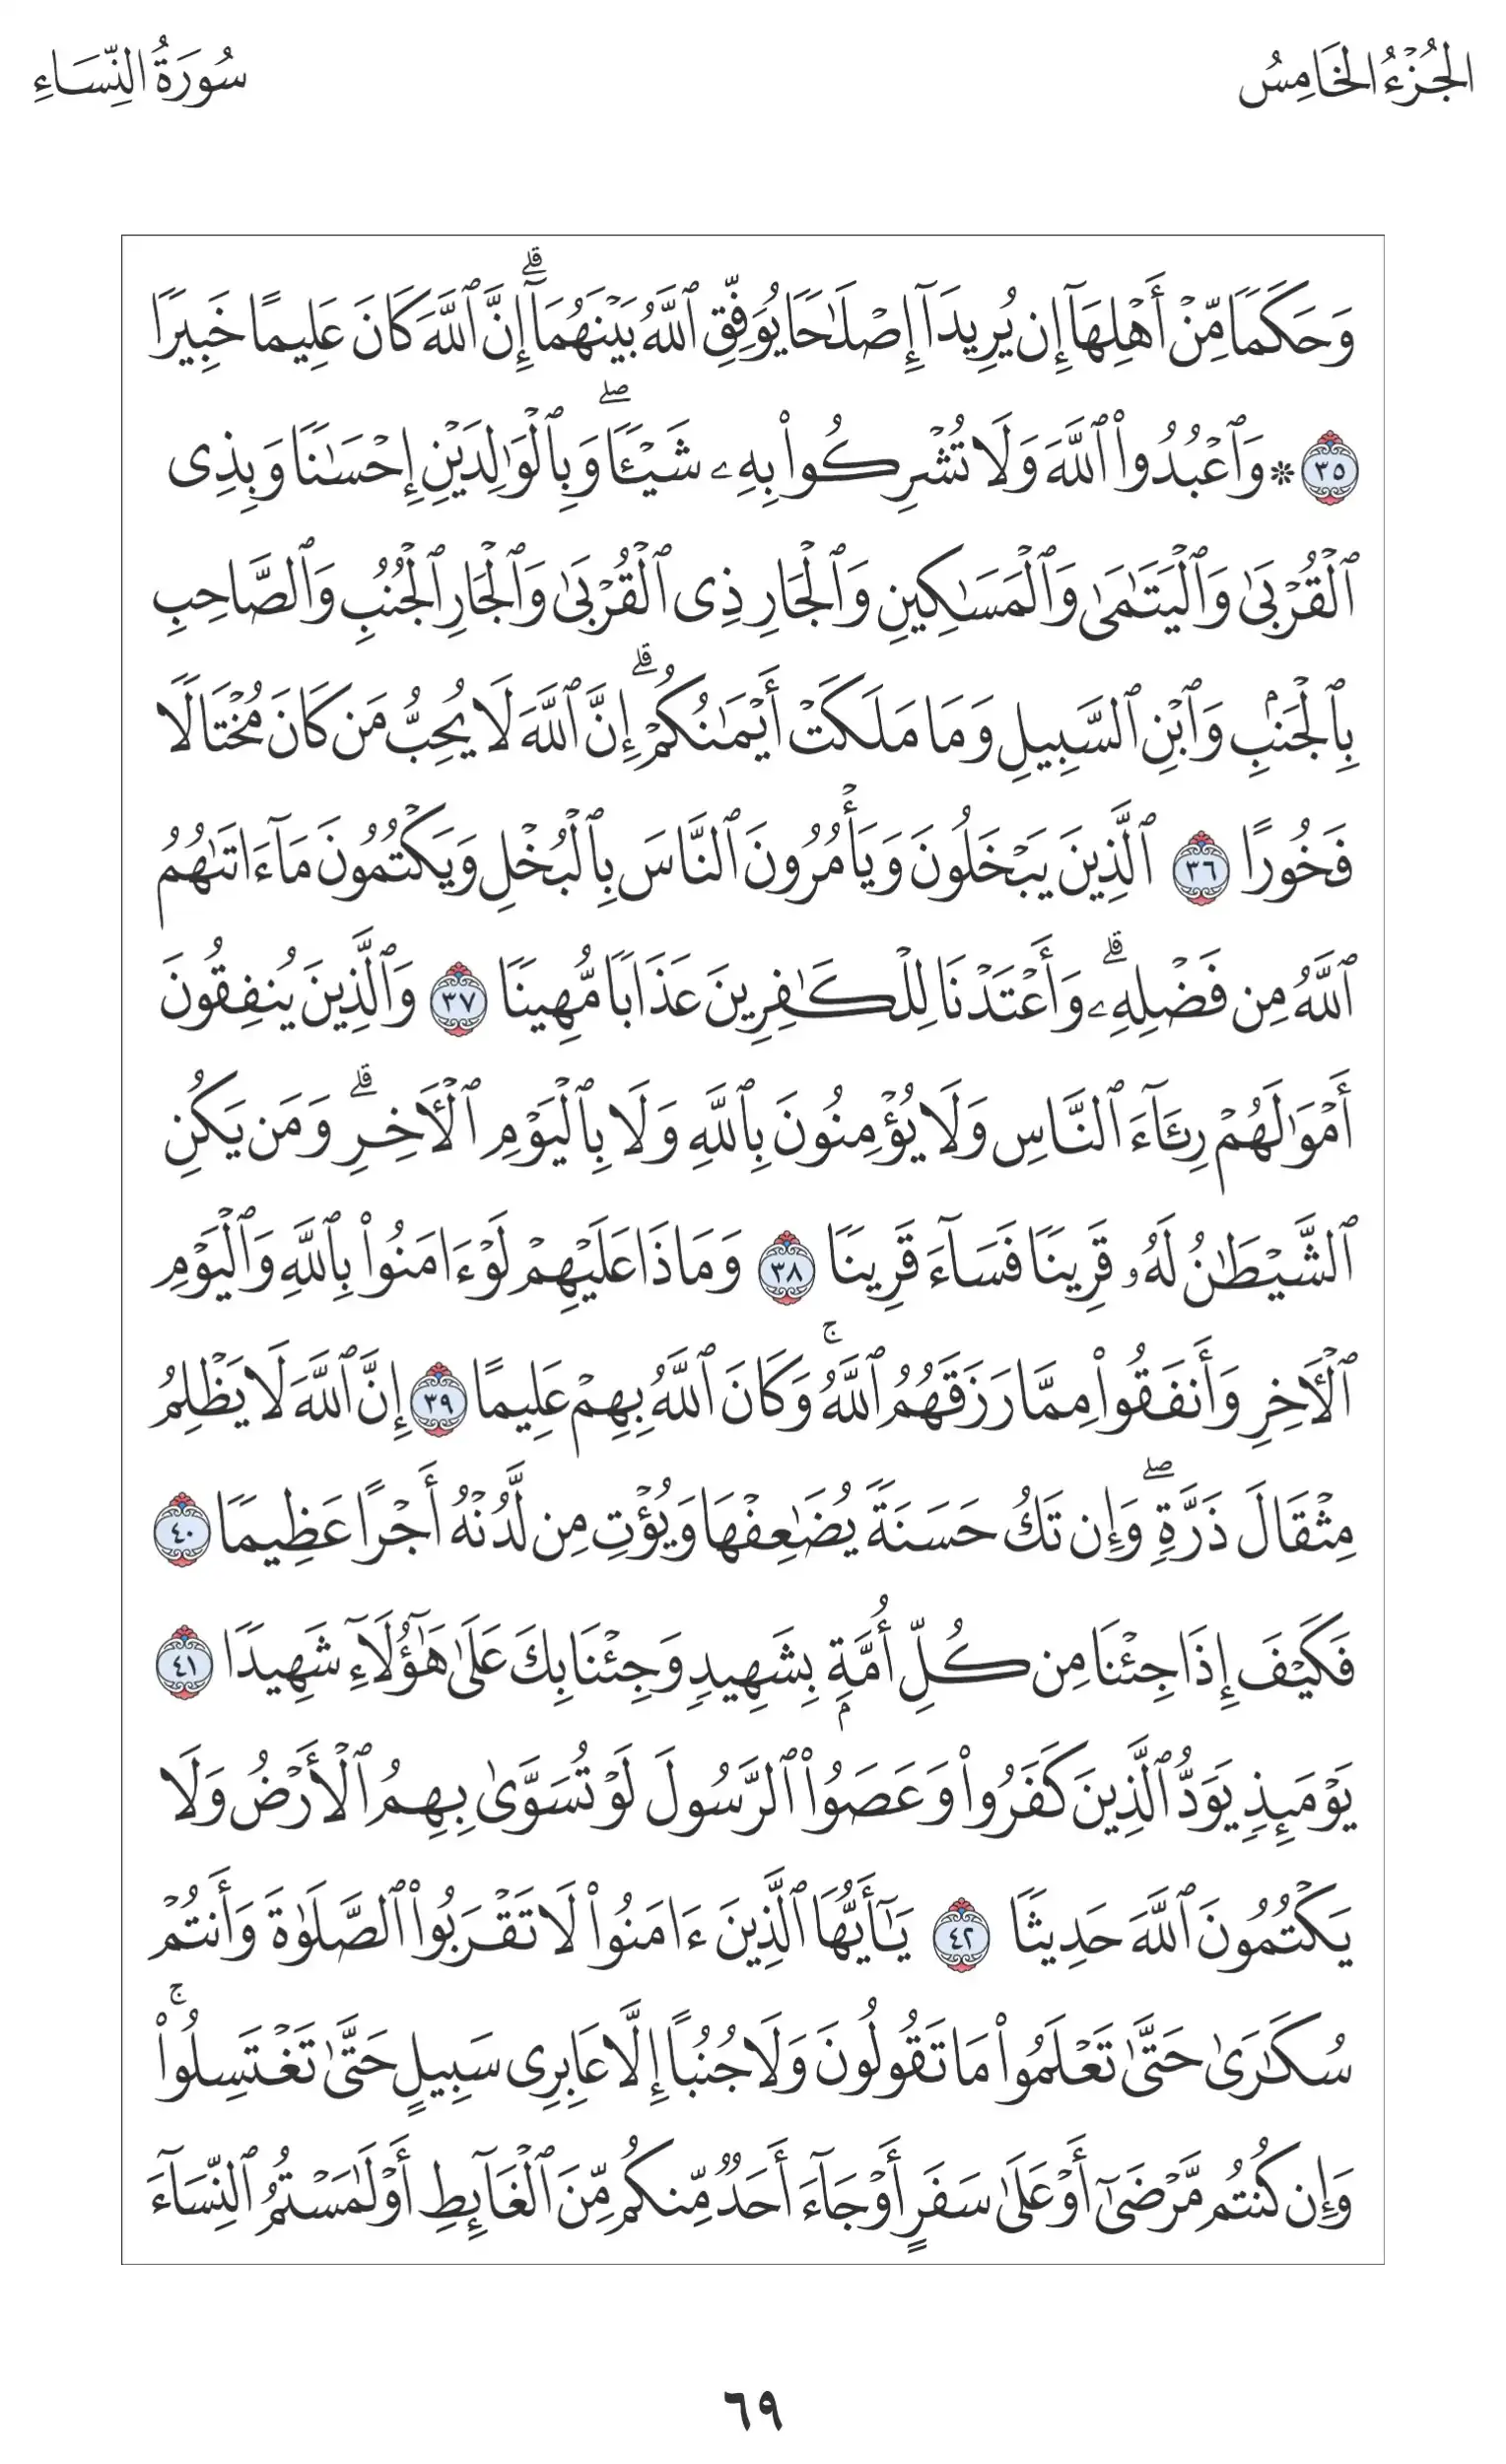 الجُزْءُ الخَامِسُ
سُورَةُ النِّسَاءِ
وَحَكَمًا مِّنْ أَهْلِهَآ إِن يُرِيدَآ إِصْلَٰحًا يُوَفِّقِ ٱللَّهُ بَيْنَهُمَآ ۗ إِنَّ ٱللَّهَ كَانَ عَلِيمًا خَبِيرًا
٣٥ * وَٱعْبُدُوا۟ ٱللَّهَ وَلَا تُشْرِكُوا۟ بِهِۦ شَيْـًٔا ۖ وَبِٱلْوَٰلِدَيْنِ إِحْسَـٰنًا وَبِذِى
ٱلْقُرْبَىٰ وَٱلْيَتَـٰمَىٰ وَٱلْمَسَـٰكِينِ وَٱلْجَارِ ذِى ٱلْقُرْبَىٰ وَٱلْجَارِ ٱلْجُنُبِ وَٱلصَّاحِبِ
بِٱلْجَنۢبِ وَٱبْنِ ٱلسَّبِيلِ وَمَا مَلَكَتْ أَيْمَـٰنُكُمْ ۗ إِنَّ ٱللَّهَ لَا يُحِبُّ مَن كَانَ مُخْتَالًا
فَخُورًا ٣٦ ٱلَّذِينَ يَبْخَلُونَ وَيَأْمُرُونَ ٱلنَّاسَ بِٱلْبُخْلِ وَيَكْتُمُونَ مَآ ءَاتَىٰهُمُ
ٱللَّهُ مِن فَضْلِهِۦ ۗ وَأَعْتَدْنَا لِلْكَـٰفِرِينَ عَذَابًا مُّهِينًا ٣٧ وَٱلَّذِينَ يُنفِقُونَ
أَمْوَٰلَهُمْ رِئَآءَ ٱلنَّاسِ وَلَا يُؤْمِنُونَ بِٱللَّهِ وَلَا بِٱلْيَوْمِ ٱلْـَٔاخِرِ ۗ وَمَن يَكُنِ
ٱلشَّيْطَـٰنُ لَهُۥ قَرِينًا فَسَآءَ قَرِينًا ٣٨ وَمَاذَا عَلَيْهِمْ لَوْ ءَامَنُوا۟ بِٱللَّهِ وَٱلْيَوْمِ
ٱلْـَٔاخِرِ وَأَنفَقُوا۟ مِمَّا رَزَقَهُمُ ٱللَّهُ ۚ وَكَانَ ٱللَّهُ بِهِمْ عَلِيمًا ٣٩ إِنَّ ٱللَّهَ لَا يَظْلِمُ
مِثْقَالَ ذَرَّةٍ ۖ وَإِن تَكُ حَسَنَةً يُضَـٰعِفْهَا وَيُؤْتِ مِن لَّدُنْهُ أَجْرًا عَظِيمًا ٤٠
فَكَيْفَ إِذَا جِئْنَا مِن كُلِّ أُمَّةٍۭ بِشَهِيدٍ وَجِئْنَا بِكَ عَلَىٰ هَـٰٓؤُلَآءِ شَهِيدًا ٤١
يَوْمَئِذٍ يَوَدُّ ٱلَّذِينَ كَفَرُوا۟ وَعَصَوُا۟ ٱلرَّسُولَ لَوْ تُسَوَّىٰ بِهِمُ ٱلْأَرْضُ وَلَا
يَكْتُمُونَ ٱللَّهَ حَدِيثًا ٤٢ يَـٰٓأَيُّهَا ٱلَّذِينَ ءَامَنُوا۟ لَا تَقْرَبُوا۟ ٱلصَّلَوٰةَ وَأَنتُمْ
سُكَـٰرَىٰ حَتَّىٰ تَعْلَمُوا۟ مَا تَقُولُونَ وَلَا جُنُبًا إِلَّا عَابِرِى سَبِيلٍ حَتَّىٰ تَغْتَسِلُوا۟ ۚ
وَإِن كُنتُم مَّرْضَىٰٓ أَوْ عَلَىٰ سَفَرٍ أَوْ جَآءَ أَحَدٌ مِّنكُم مِّنَ ٱلْغَآئِطِ أَوْ لَـٰمَسْتُمُ ٱلنِّسَآءَ
٦٩